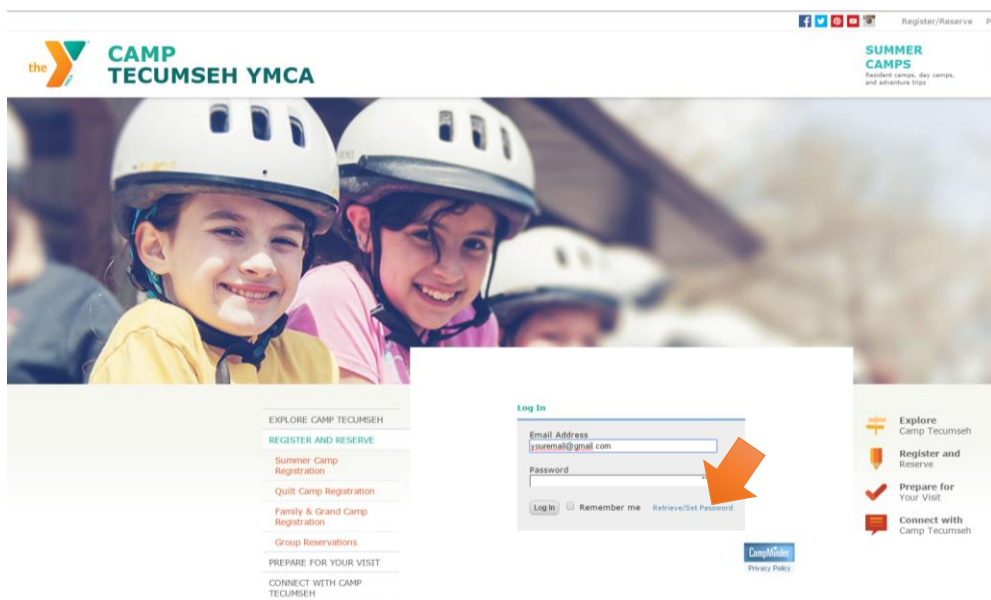 Register/Reserve P
the YMCA
CAMP
TECUMSEH YMCA
SUMMER
CAMPS
Resident camps, day camps,
and adventure trips
EXPLORE CAMP TECUMSEH
REGISTER AND RESERVE
Summer Camp
Registration
Quilt Camp Registration
Family & Grand Camp
Registration
Group Reservations
PREPARE FOR YOUR VISIT
CONNECT WITH CAMP
TECUMSEH
Log In
Email Address
youremail@gmail.com
Password
Log In Remember me Retrieve/Set Password
CampMinder
Privacy Policy
Explore
Camp Tecumseh
Register and
Reserve
Prepare for
Your Visit
Connect with
Camp Tecumseh